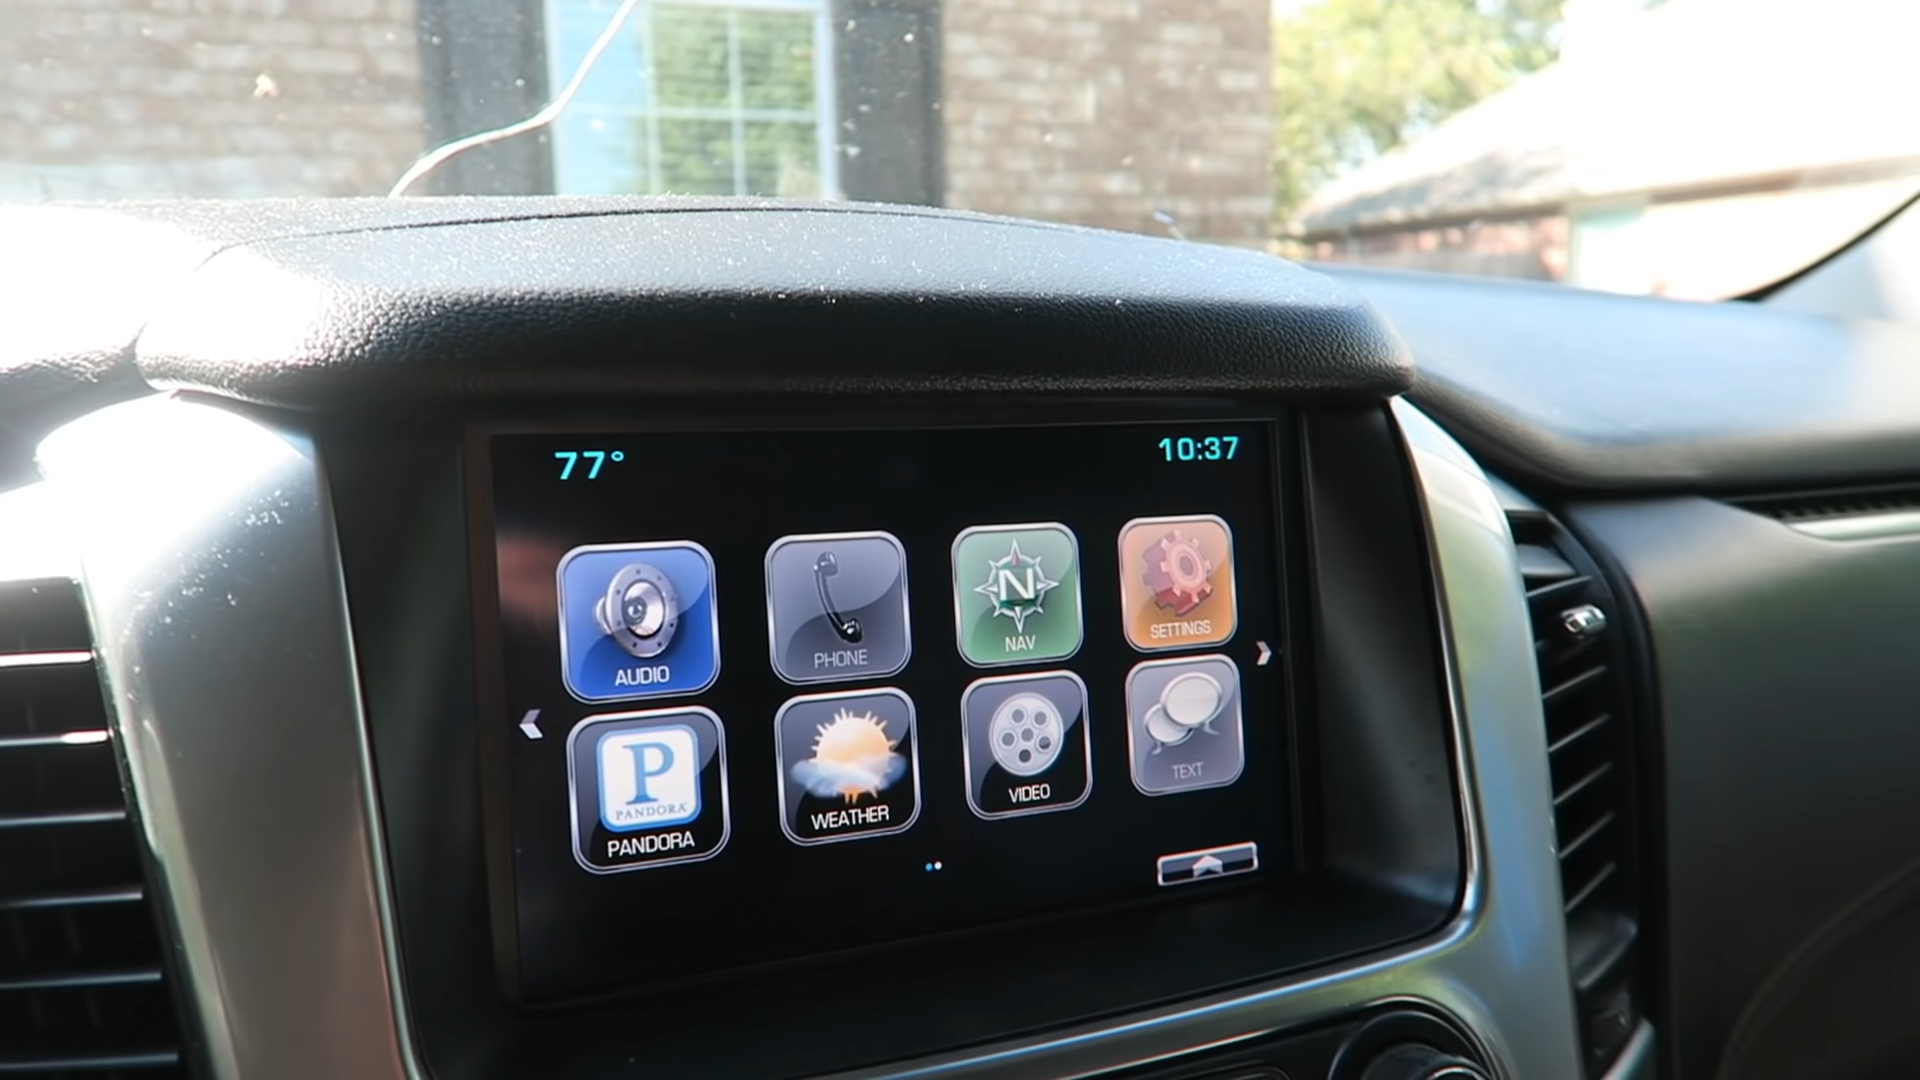 77°
10:37
AUDIO
PHONE
N
NAV
SETTINGS
P
PANDORA
PANDORA
WEATHER
VIDEO
TEXT